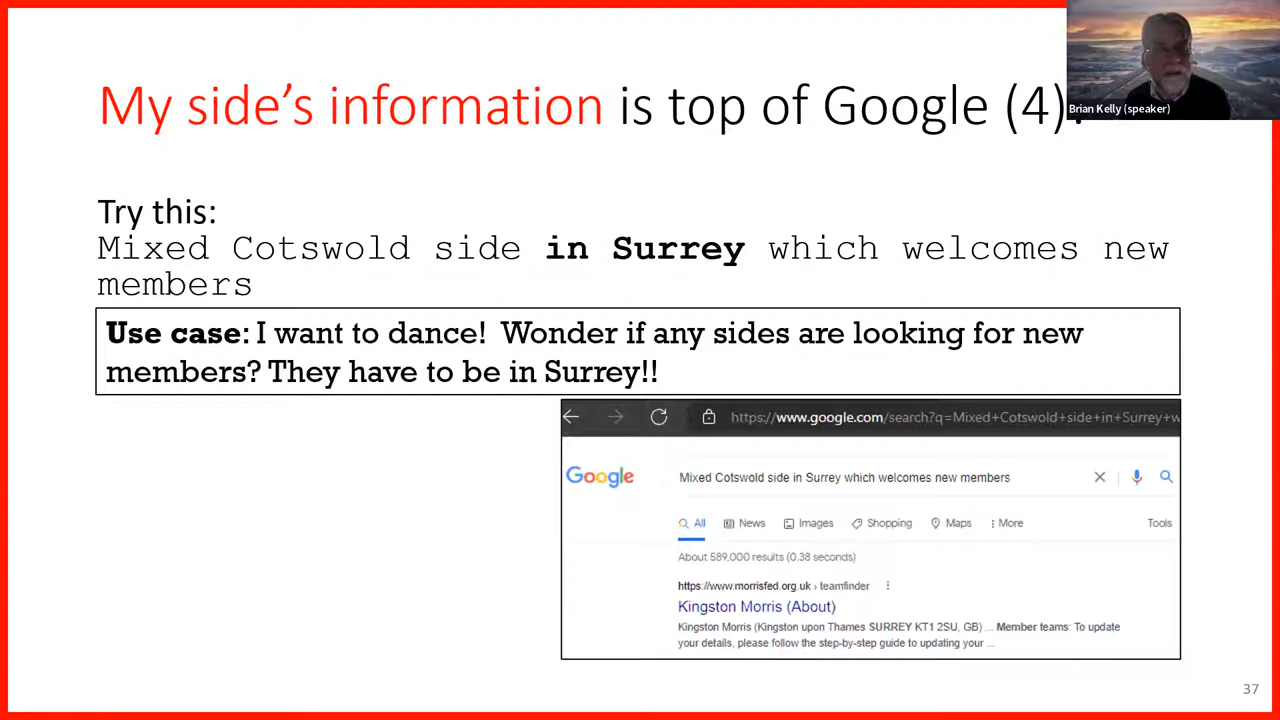 My side’s information is top of Google (4).
Brian Kelly (speaker)
Try this:
Mixed Cotswold side in Surrey which welcomes new
members
Use case: I want to dance! Wonder if any sides are looking for new
members? They have to be in Surrey!!
https://www.google.com/search?q=Mixed+Cotswold+side+in+Surrey+w
Google
Mixed Cotswold side in Surrey which welcomes new members
All News Images Shopping Maps More Tools
About 589,000 results (0.38 seconds)
https://www.morrisfed.org.uk › teamfinder
Kingston Morris (About)
Kingston Morris (Kingston upon Thames SURREY KT1 2SU, GB) ... Member teams: To update
your details, please follow the step-by-step guide to updating your ...
37